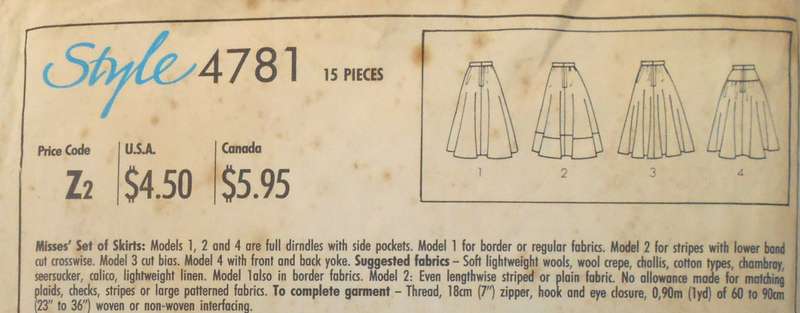 Style 4781 15 PIECES
Price Code U.S.A. Canada
Z2 $4.50 $5.95
1 2 3 4
Misses' Set of Skirts: Models 1, 2 and 4 are full dirndles with side pockets. Model 1 for border or regular fabrics. Model 2 for stripes with lower band
cut crosswise. Model 3 cut bias. Model 4 with front and back yoke. Suggested fabrics – Soft lightweight wools, wool crepe, challis, cotton types, chambray,
seersucker, calico, lightweight linen. Model 1also in border fabrics. Model 2: Even lengthwise striped or plain fabric. No allowance made for matching
plaids, checks, stripes or large patterned fabrics. To complete garment – Thread, 18cm (7") zipper, hook and eye closure, 0,90m (1yd) of 60 to 90cm
(23" to 36") woven or non-woven interfacing.